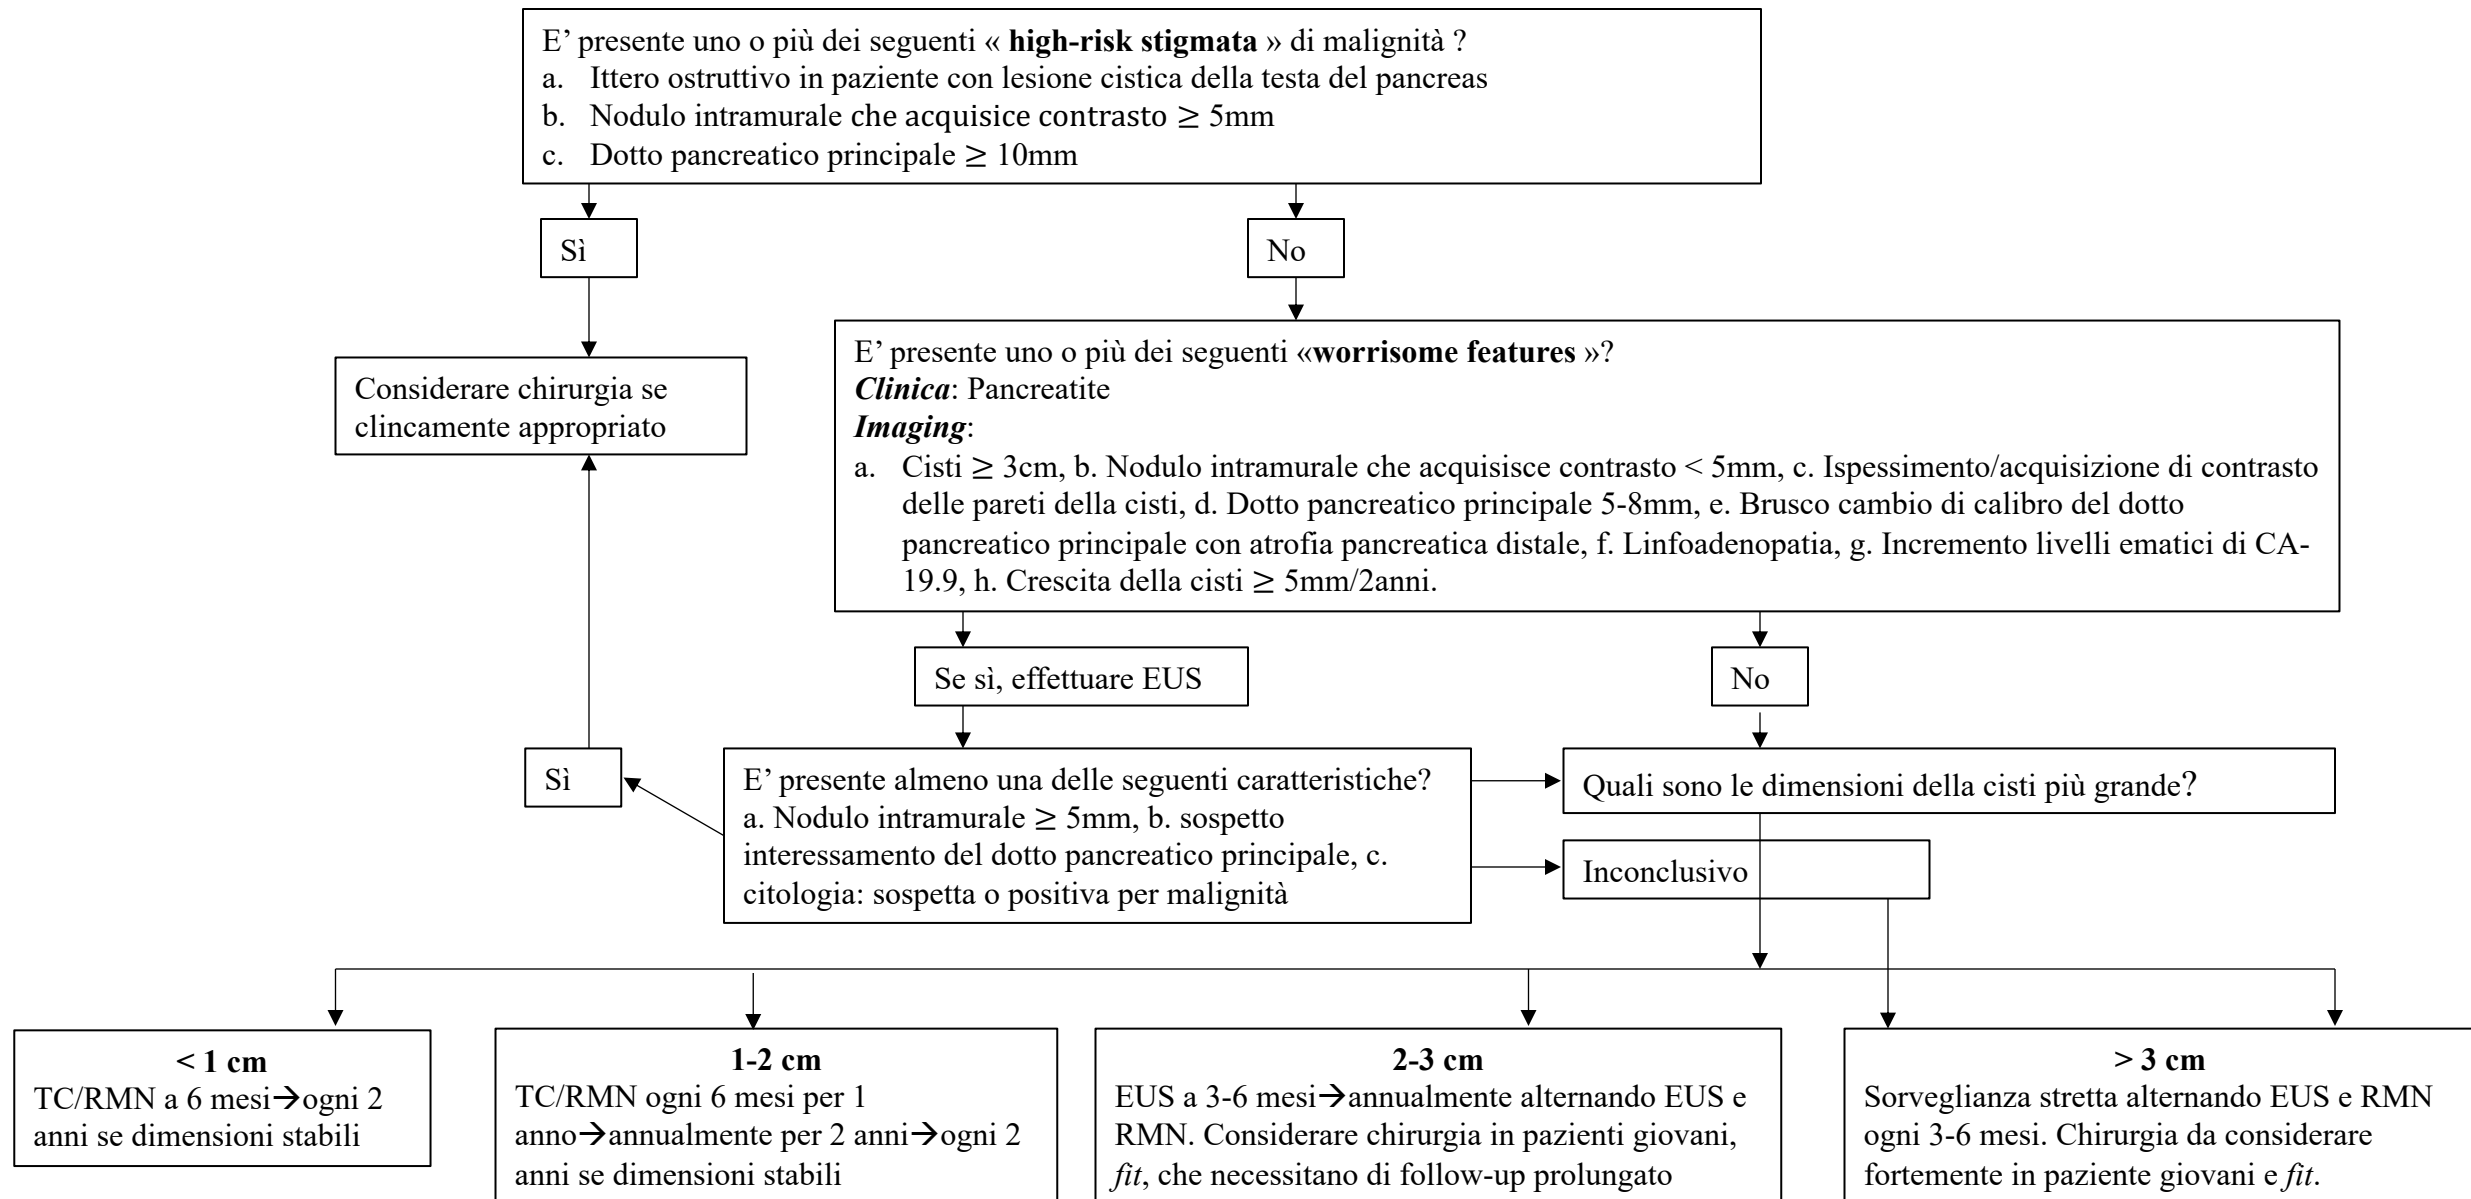 E’ presente uno o più dei seguenti « high-risk stigmata » di malignità ?
a. Ittero ostruttivo in paziente con lesione cistica della testa del pancreas
b. Nodulo intramurale che acquisice contrasto ≥ 5mm
c. Dotto pancreatico principale ≥ 10mm
Sì
No
Considerare chirurgia se
clincamente appropriato
E’ presente uno o più dei seguenti «worrisome features »?
Clinica: Pancreatite
Imaging:
a. Cisti ≥ 3cm, b. Nodulo intramurale che acquisisce contrasto < 5mm, c. Ispessimento/acquisizione di contrasto
delle pareti della cisti, d. Dotto pancreatico principale 5-8mm, e. Brusco cambio di calibro del dotto
pancreatico principale con atrofia pancreatica distale, f. Linfoadenopatia, g. Incremento livelli ematici di CA-
19.9, h. Crescita della cisti ≥ 5mm/2anni.
Se sì, effettuare EUS
No
Sì
E’ presente almeno una delle seguenti caratteristiche?
a. Nodulo intramurale ≥ 5mm, b. sospetto
interessamento del dotto pancreatico principale, c.
citologia: sospetta o positiva per malignità
Quali sono le dimensioni della cisti più grande?
Inconclusivo
< 1 cm
TC/RMN a 6 mesi→ogni 2
anni se dimensioni stabili
1-2 cm
TC/RMN ogni 6 mesi per 1
anno→annualmente per 2 anni→ogni 2
anni se dimensioni stabili
2-3 cm
EUS a 3-6 mesi→annualmente alternando EUS e
RMN. Considerare chirurgia in pazienti giovani,
fit, che necessitano di follow-up prolungato
> 3 cm
Sorveglianza stretta alternando EUS e RMN
ogni 3-6 mesi. Chirurgia da considerare
fortemente in paziente giovani e fit.